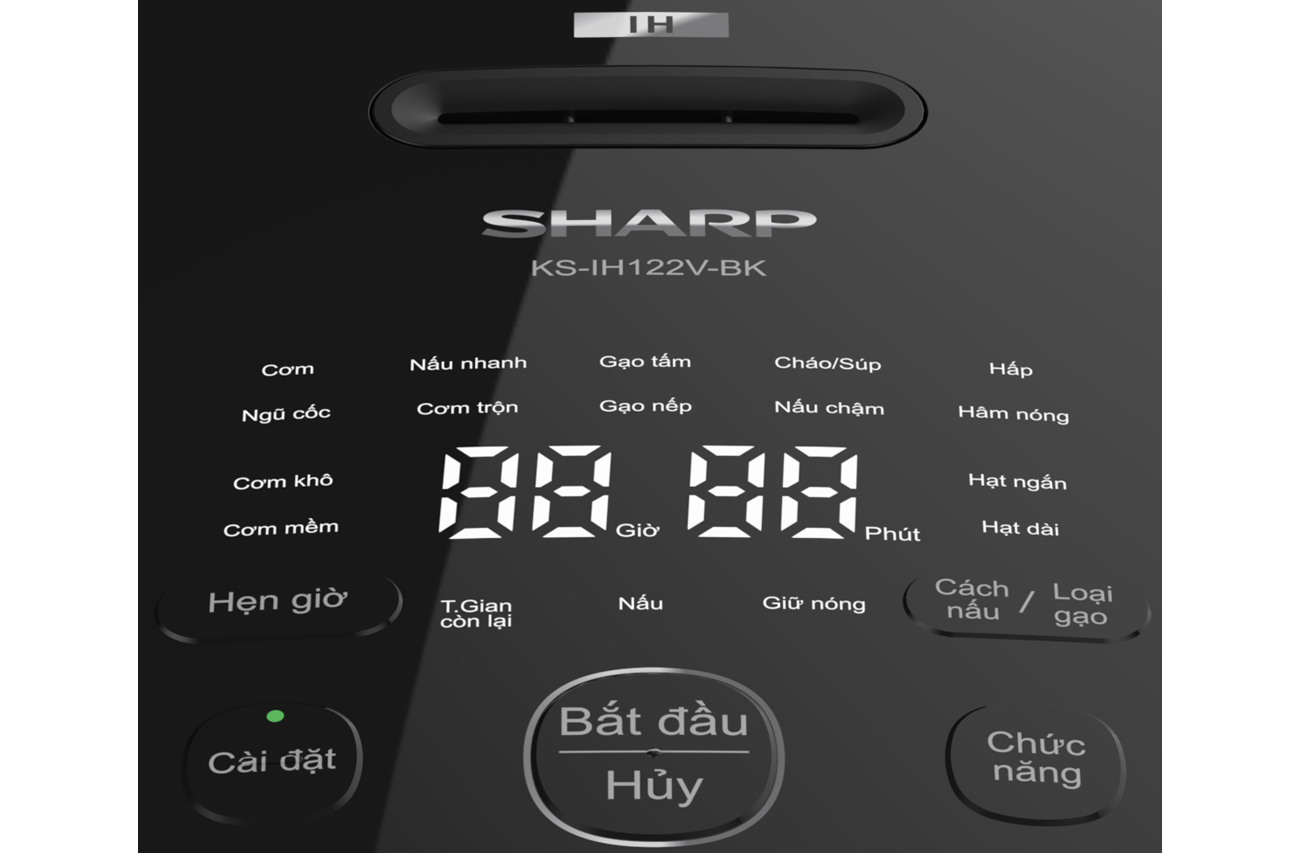 IH
SHARP
KS-IH122V-BK
Cơm Nấu nhanh Gạo tấm Cháo/Súp Hấp
Ngũ cốc Cơm trộn Gạo nếp Nấu chậm Hâm nóng
Cơm khô Hạt ngắn
88 Giờ 88 Phút
Cơm mềm Hạt dài
Hẹn giờ
T.Gian
còn lại
Nấu
Giữ nóng
Cách
nấu
/
Loại
gạo
Cài đặt
Bắt đầu
Hủy
Chức
năng